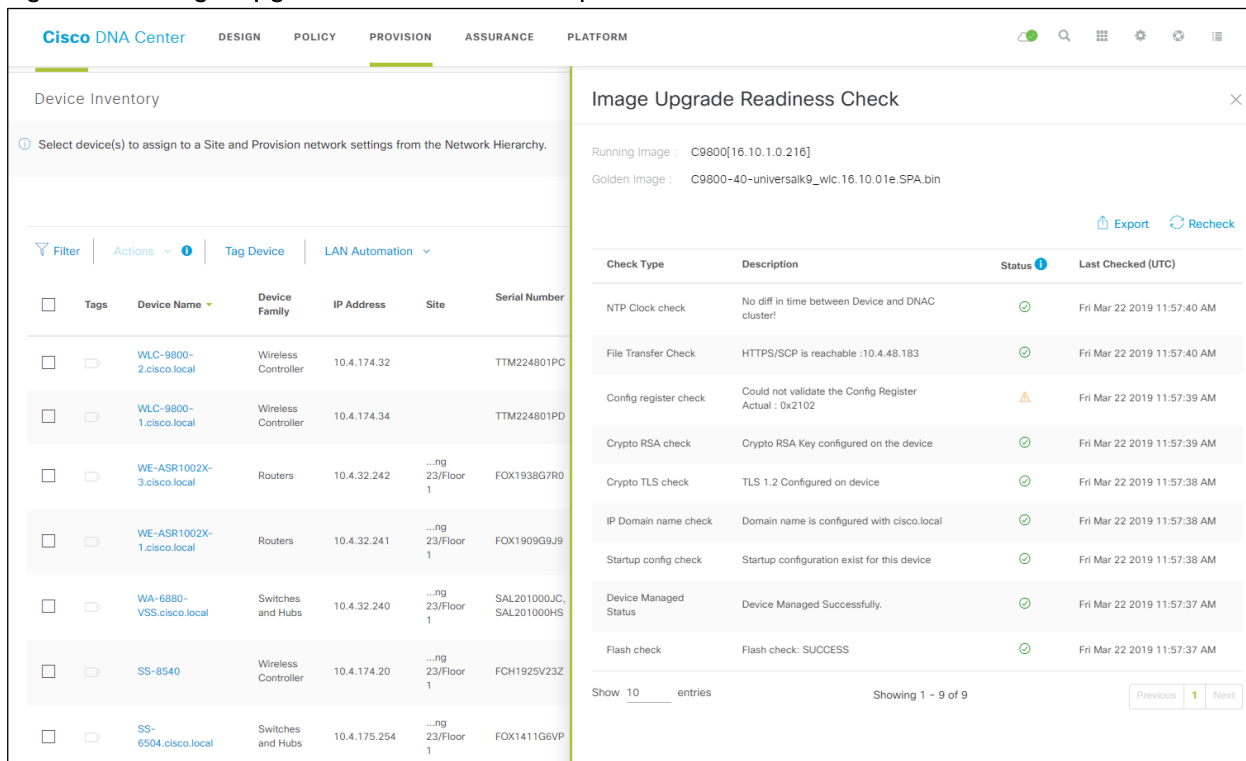 Cisco DNA Center DESIGN POLICY PROVISION ASSURANCE PLATFORM
Device Inventory
Select device(s) to assign to a Site and Provision network settings from the Network Hierarchy.
Filter Actions Tag Device LAN Automation
Tags Device Name Device Family IP Address Site Serial Number
WLC-9800-2.cisco.local Wireless Controller 10.4.174.32 TTM224801PC
WLC-9800-1.cisco.local Wireless Controller 10.4.174.34 TTM224801PD
WE-ASR1002X-3.cisco.local Routers 10.4.32.242 ...ng 23/Floor 1 FOX1938G7R0
WE-ASR1002X-1.cisco.local Routers 10.4.32.241 ...ng 23/Floor 1 FOX1909G9J9
WA-6880-VSS.cisco.local Switches and Hubs 10.4.32.240 ...ng 23/Floor 1 SAL201000JC, SAL201000HS
SS-8540 Wireless Controller 10.4.174.20 ...ng 23/Floor 1 FCH1925V23Z
SS-6504.cisco.local Switches and Hubs 10.4.175.254 ...ng 23/Floor 1 FOX1411G6VP
Image Upgrade Readiness Check
Running Image : C9800[16.10.1.0.216]
Golden Image : C9800-40-universalk9_wlc.16.10.01e.SPA.bin
Export Recheck
Check Type Description Status Last Checked (UTC)
NTP Clock check No diff in time between Device and DNAC cluster! Fri Mar 22 2019 11:57:40 AM
File Transfer Check HTTPS/SCP is reachable :10.4.48.183 Fri Mar 22 2019 11:57:40 AM
Config register check Could not validate the Config Register Actual : 0x2102 Fri Mar 22 2019 11:57:39 AM
Crypto RSA check Crypto RSA Key configured on the device Fri Mar 22 2019 11:57:39 AM
Crypto TLS check TLS 1.2 Configured on device Fri Mar 22 2019 11:57:38 AM
IP Domain name check Domain name is configured with cisco.local Fri Mar 22 2019 11:57:38 AM
Startup config check Startup configuration exist for this device Fri Mar 22 2019 11:57:38 AM
Device Managed Status Device Managed Successfully. Fri Mar 22 2019 11:57:37 AM
Flash check Flash check: SUCCESS Fri Mar 22 2019 11:57:37 AM
Show 10 entries Showing 1 - 9 of 9 Previous 1 Next